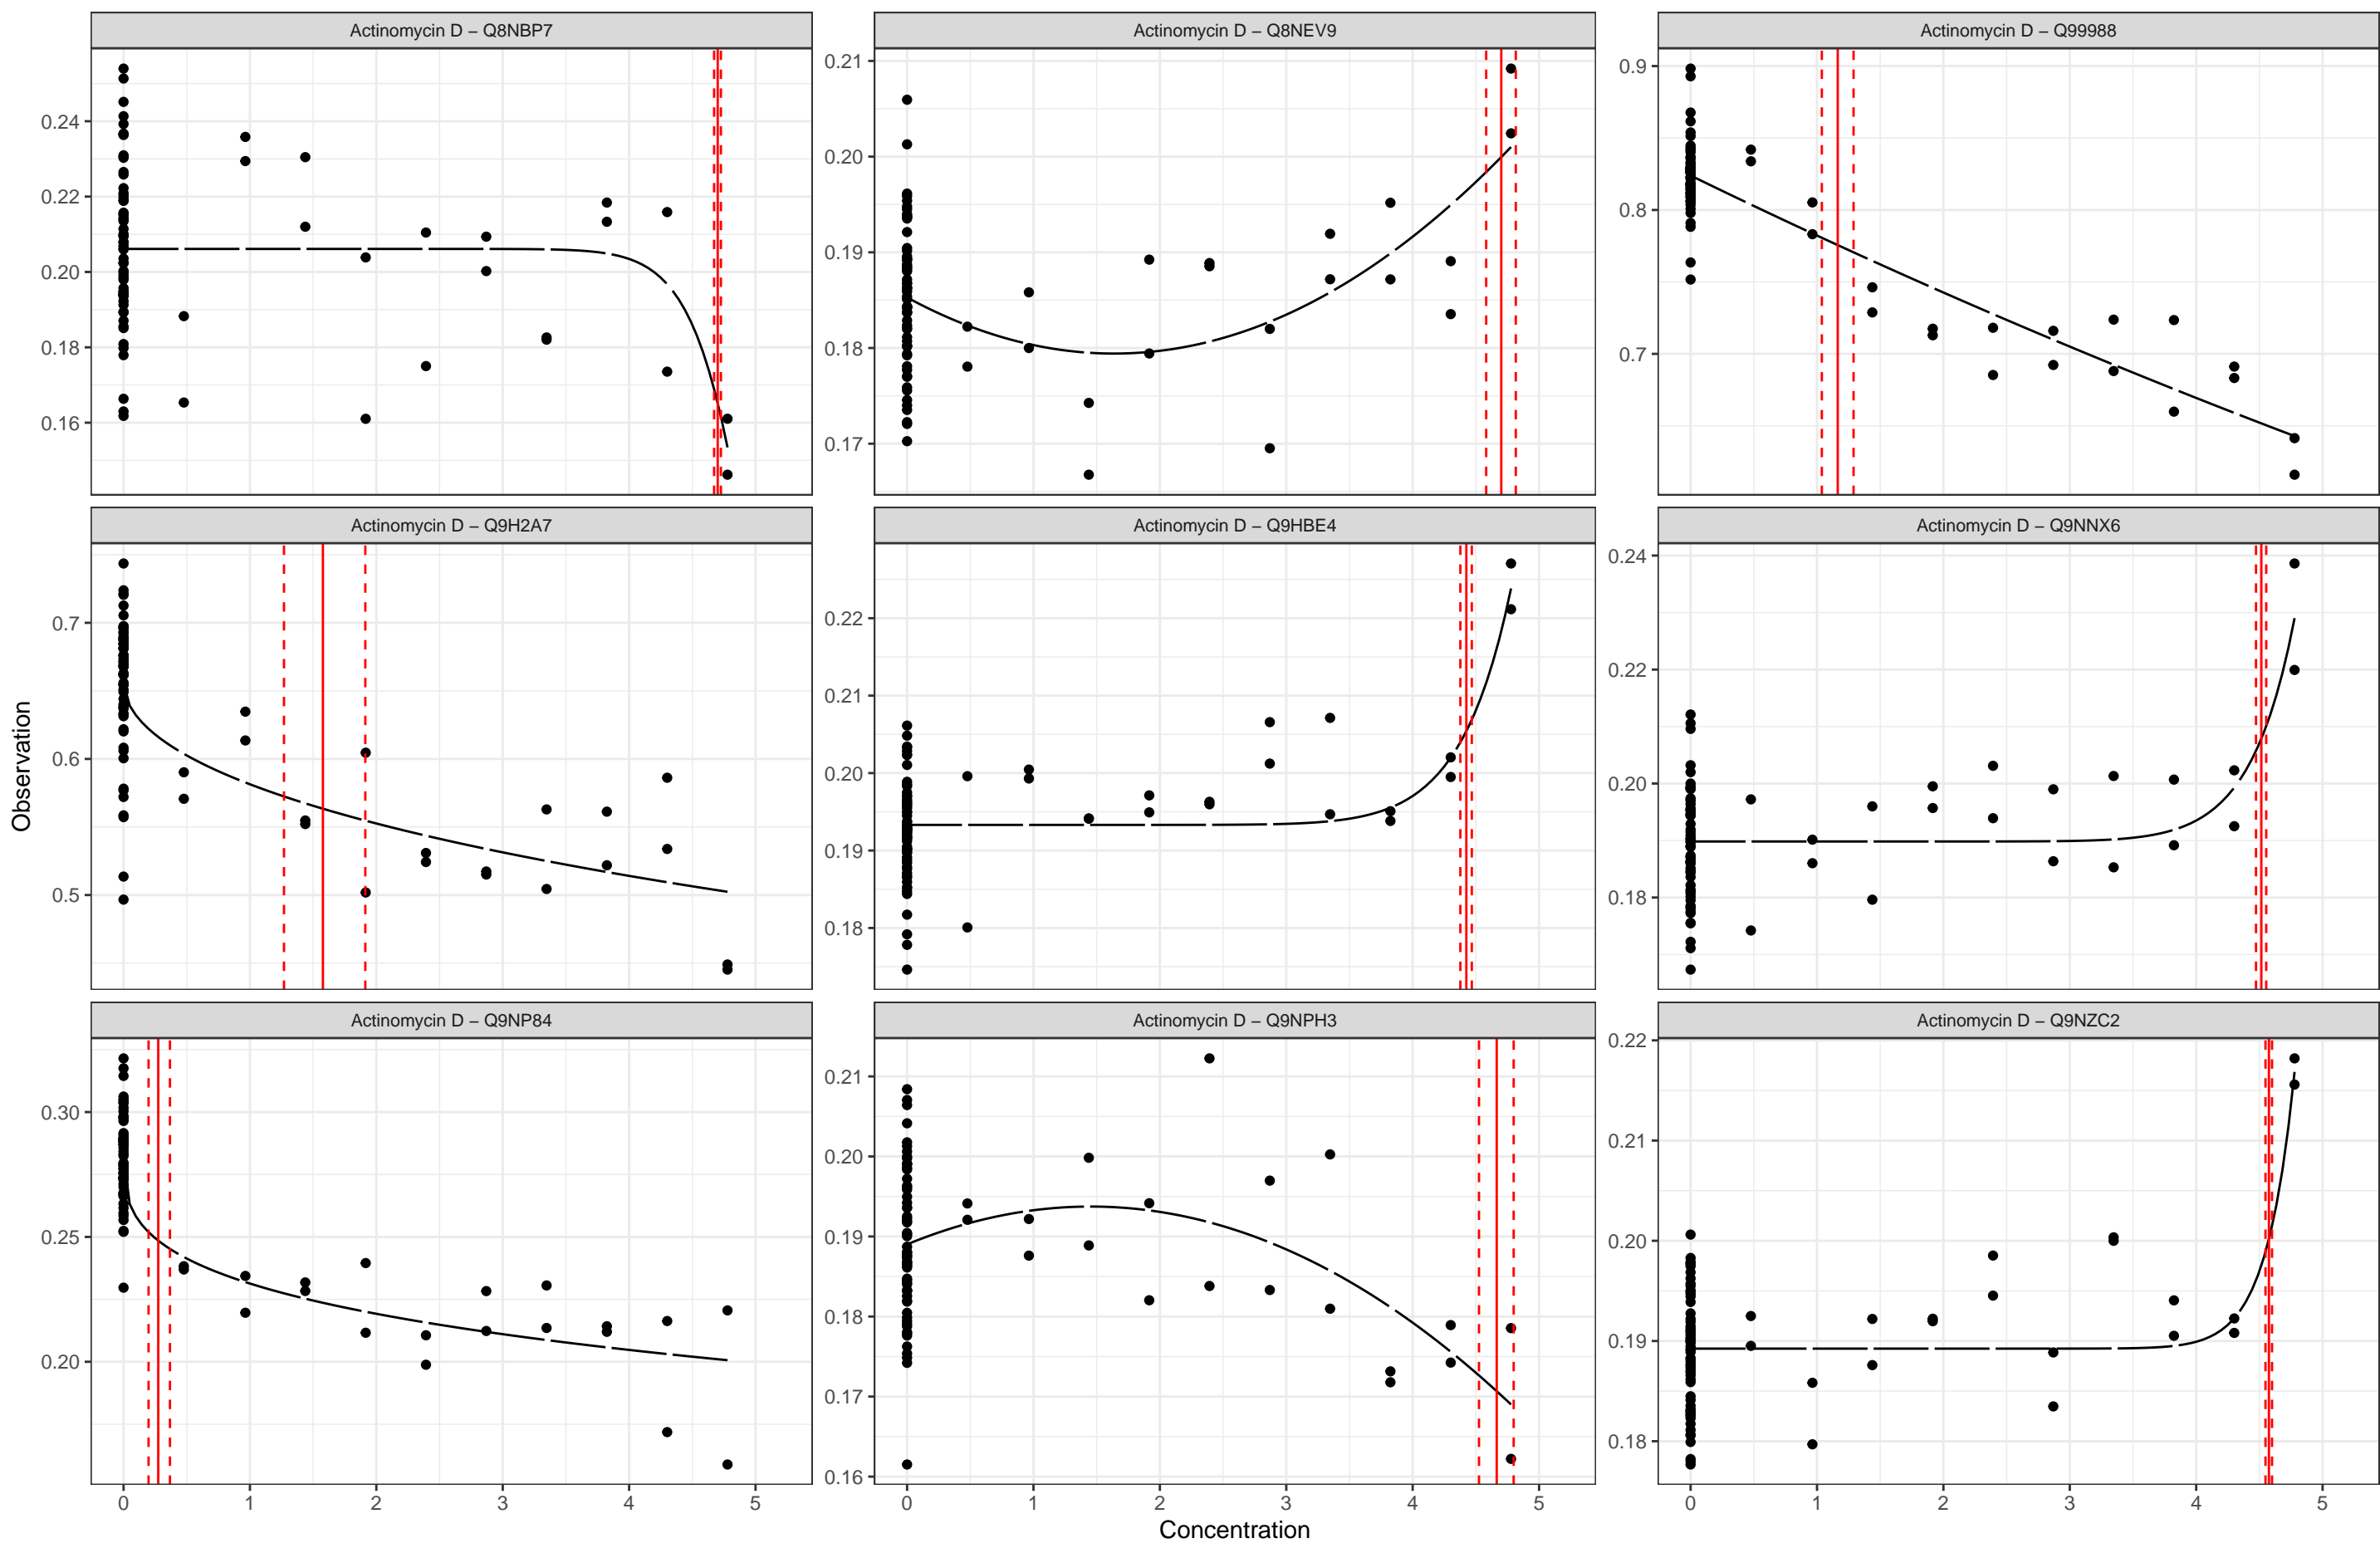 Actinomycin D – Q8NBP7
Actinomycin D – Q8NEV9
Actinomycin D – Q99988
0.24
0.22
0.20
0.18
0.16
0.21
0.20
0.19
0.18
0.17
0.9
0.8
0.7
Actinomycin D – Q9H2A7
Actinomycin D – Q9HBE4
Actinomycin D – Q9NNX6
0.7
0.6
0.5
0.22
0.21
0.20
0.19
0.18
0.24
0.22
0.20
0.18
Observation
Actinomycin D – Q9NP84
Actinomycin D – Q9NPH3
Actinomycin D – Q9NZC2
0.30
0.25
0.20
0.21
0.20
0.19
0.18
0.17
0.16
0.22
0.21
0.20
0.19
0.18
0 1 2 3 4 5
0 1 2 3 4 5
0 1 2 3 4 5
Concentration